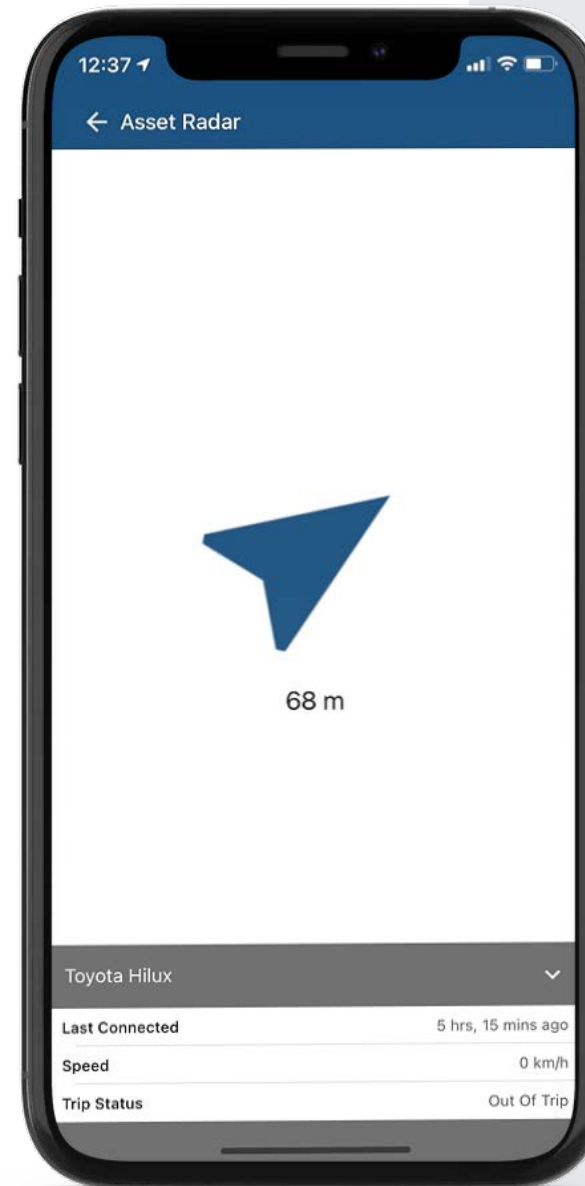 12:37
← Asset Radar
68 m
Toyota Hilux
Last Connected 5 hrs, 15 mins ago
Speed 0 km/h
Trip Status Out Of Trip